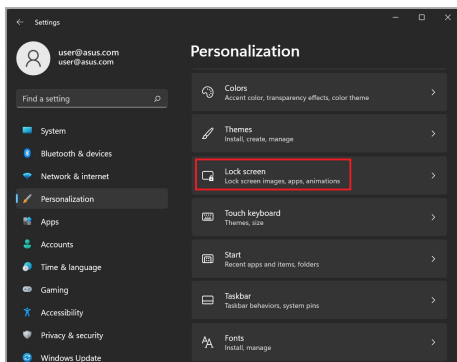 Settings
user@asus.com
user@asus.com
Find a setting
System
Bluetooth & devices
Network & internet
Personalization
Apps
Accounts
Time & language
Gaming
Accessibility
Privacy & security
Windows Update
Personalization
Colors
Accent color, transparency effects, color theme
Themes
Install, create, manage
Lock screen
Lock screen images, apps, animations
Touch keyboard
Themes, size
Start
Recent apps and items, folders
Taskbar
Taskbar behaviors, system pins
Fonts
Install, manage